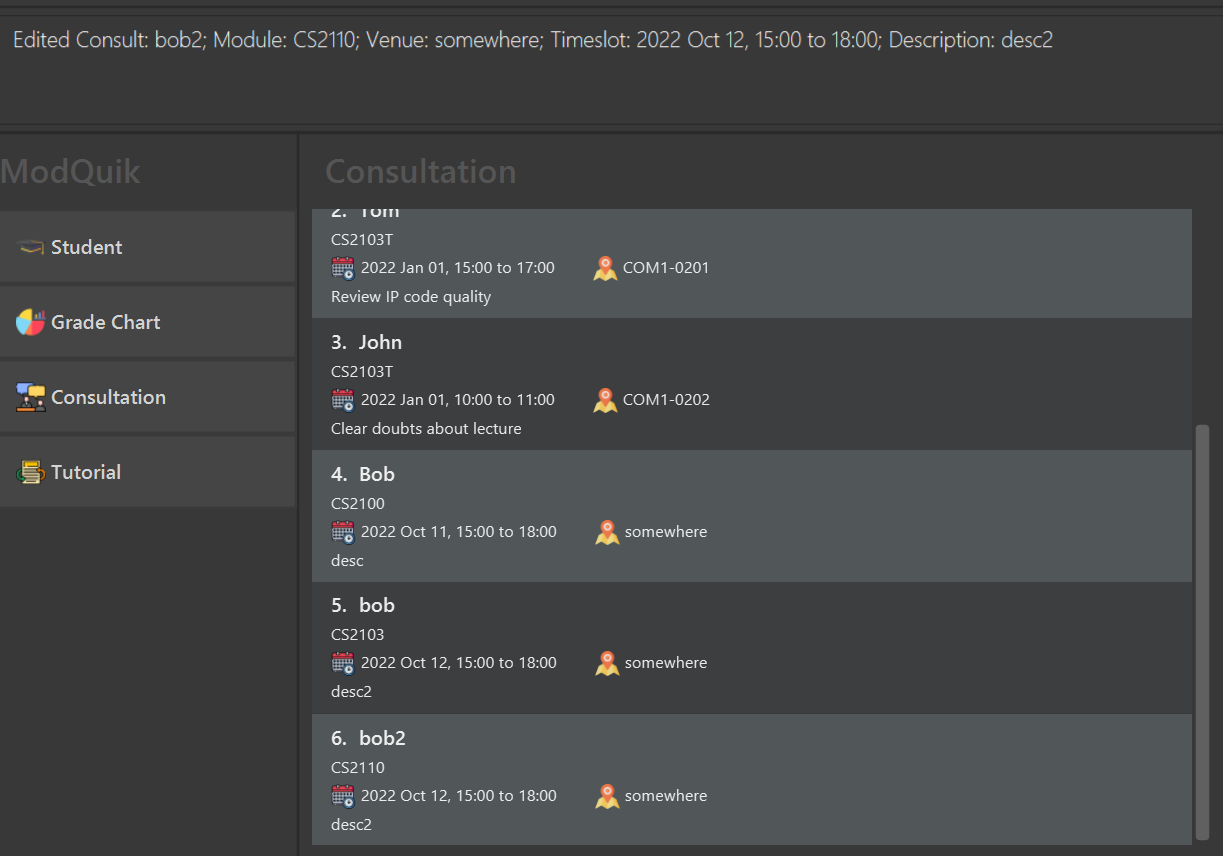 Edited Consult: bob2; Module: CS2110; Venue: somewhere; Timeslot: 2022 Oct 12, 15:00 to 18:00; Description: desc2
ModQuik
Student
Grade Chart
Consultation
Tutorial
Consultation
2. Tom
CS2103T
2022 Jan 01, 15:00 to 17:00 COM1-0201
Review IP code quality
3. John
CS2103T
2022 Jan 01, 10:00 to 11:00 COM1-0202
Clear doubts about lecture
4. Bob
CS2100
2022 Oct 11, 15:00 to 18:00 somewhere
desc
5. bob
CS2103
2022 Oct 12, 15:00 to 18:00 somewhere
desc2
6. bob2
CS2110
2022 Oct 12, 15:00 to 18:00 somewhere
desc2